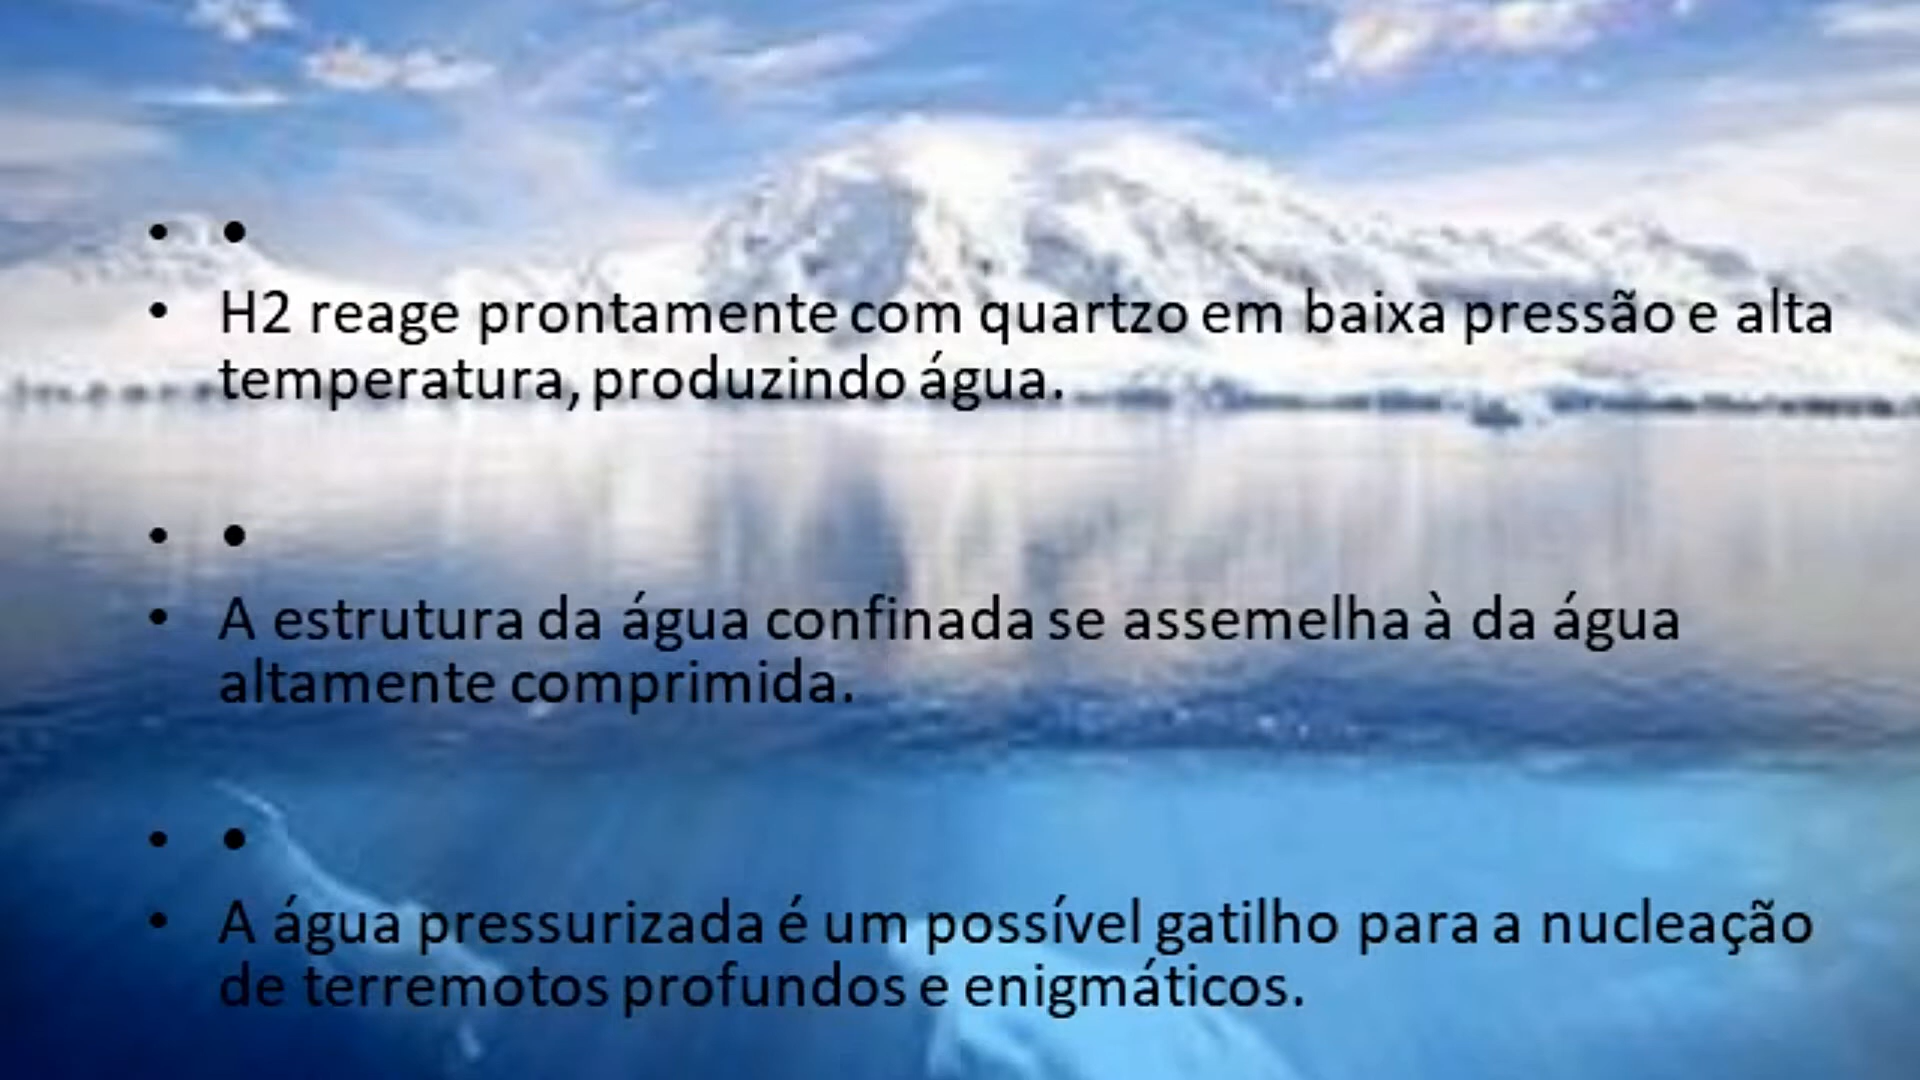 • •
• H2 reage prontamente com quartzo em baixa pressão e alta
temperatura, produzindo água.
• •
• A estrutura da água confinada se assemelha à da água
altamente comprimida.
• •
• A água pressurizada é um possível gatilho para a nucleação
de terremotos profundos e enigmáticos.